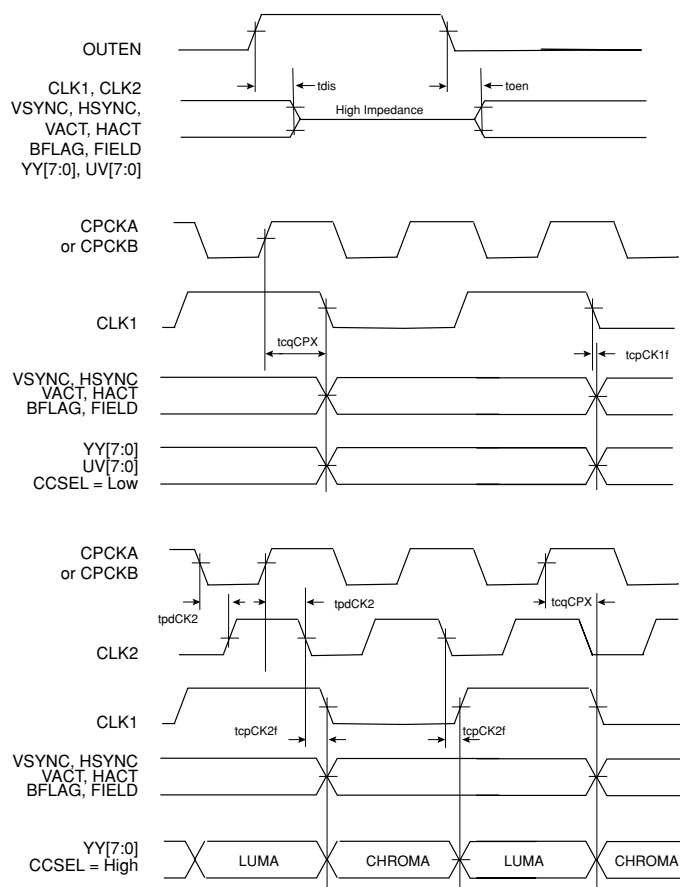 OUTEN
CLK1, CLK2
VSYNC, HSYNC,
VACT, HACT
BFLAG, FIELD
YY[7:0], UV[7:0]
tdis
High Impedance
toen
CPCKA
or CPCKB
CLK1
tcqCPX
tcpCK1f
VSYNC, HSYNC
VACT, HACT
BFLAG, FIELD
YY[7:0]
UV[7:0]
CCSEL = Low
CPCKA
or CPCKB
tpdCK2
tpdCK2
tcqCPX
CLK2
CLK1
tcpCK2f
tcpCK2f
VSYNC, HSYNC
VACT, HACT
BFLAG, FIELD
YY[7:0]
CCSEL = High
LUMA
CHROMA
LUMA
CHROMA